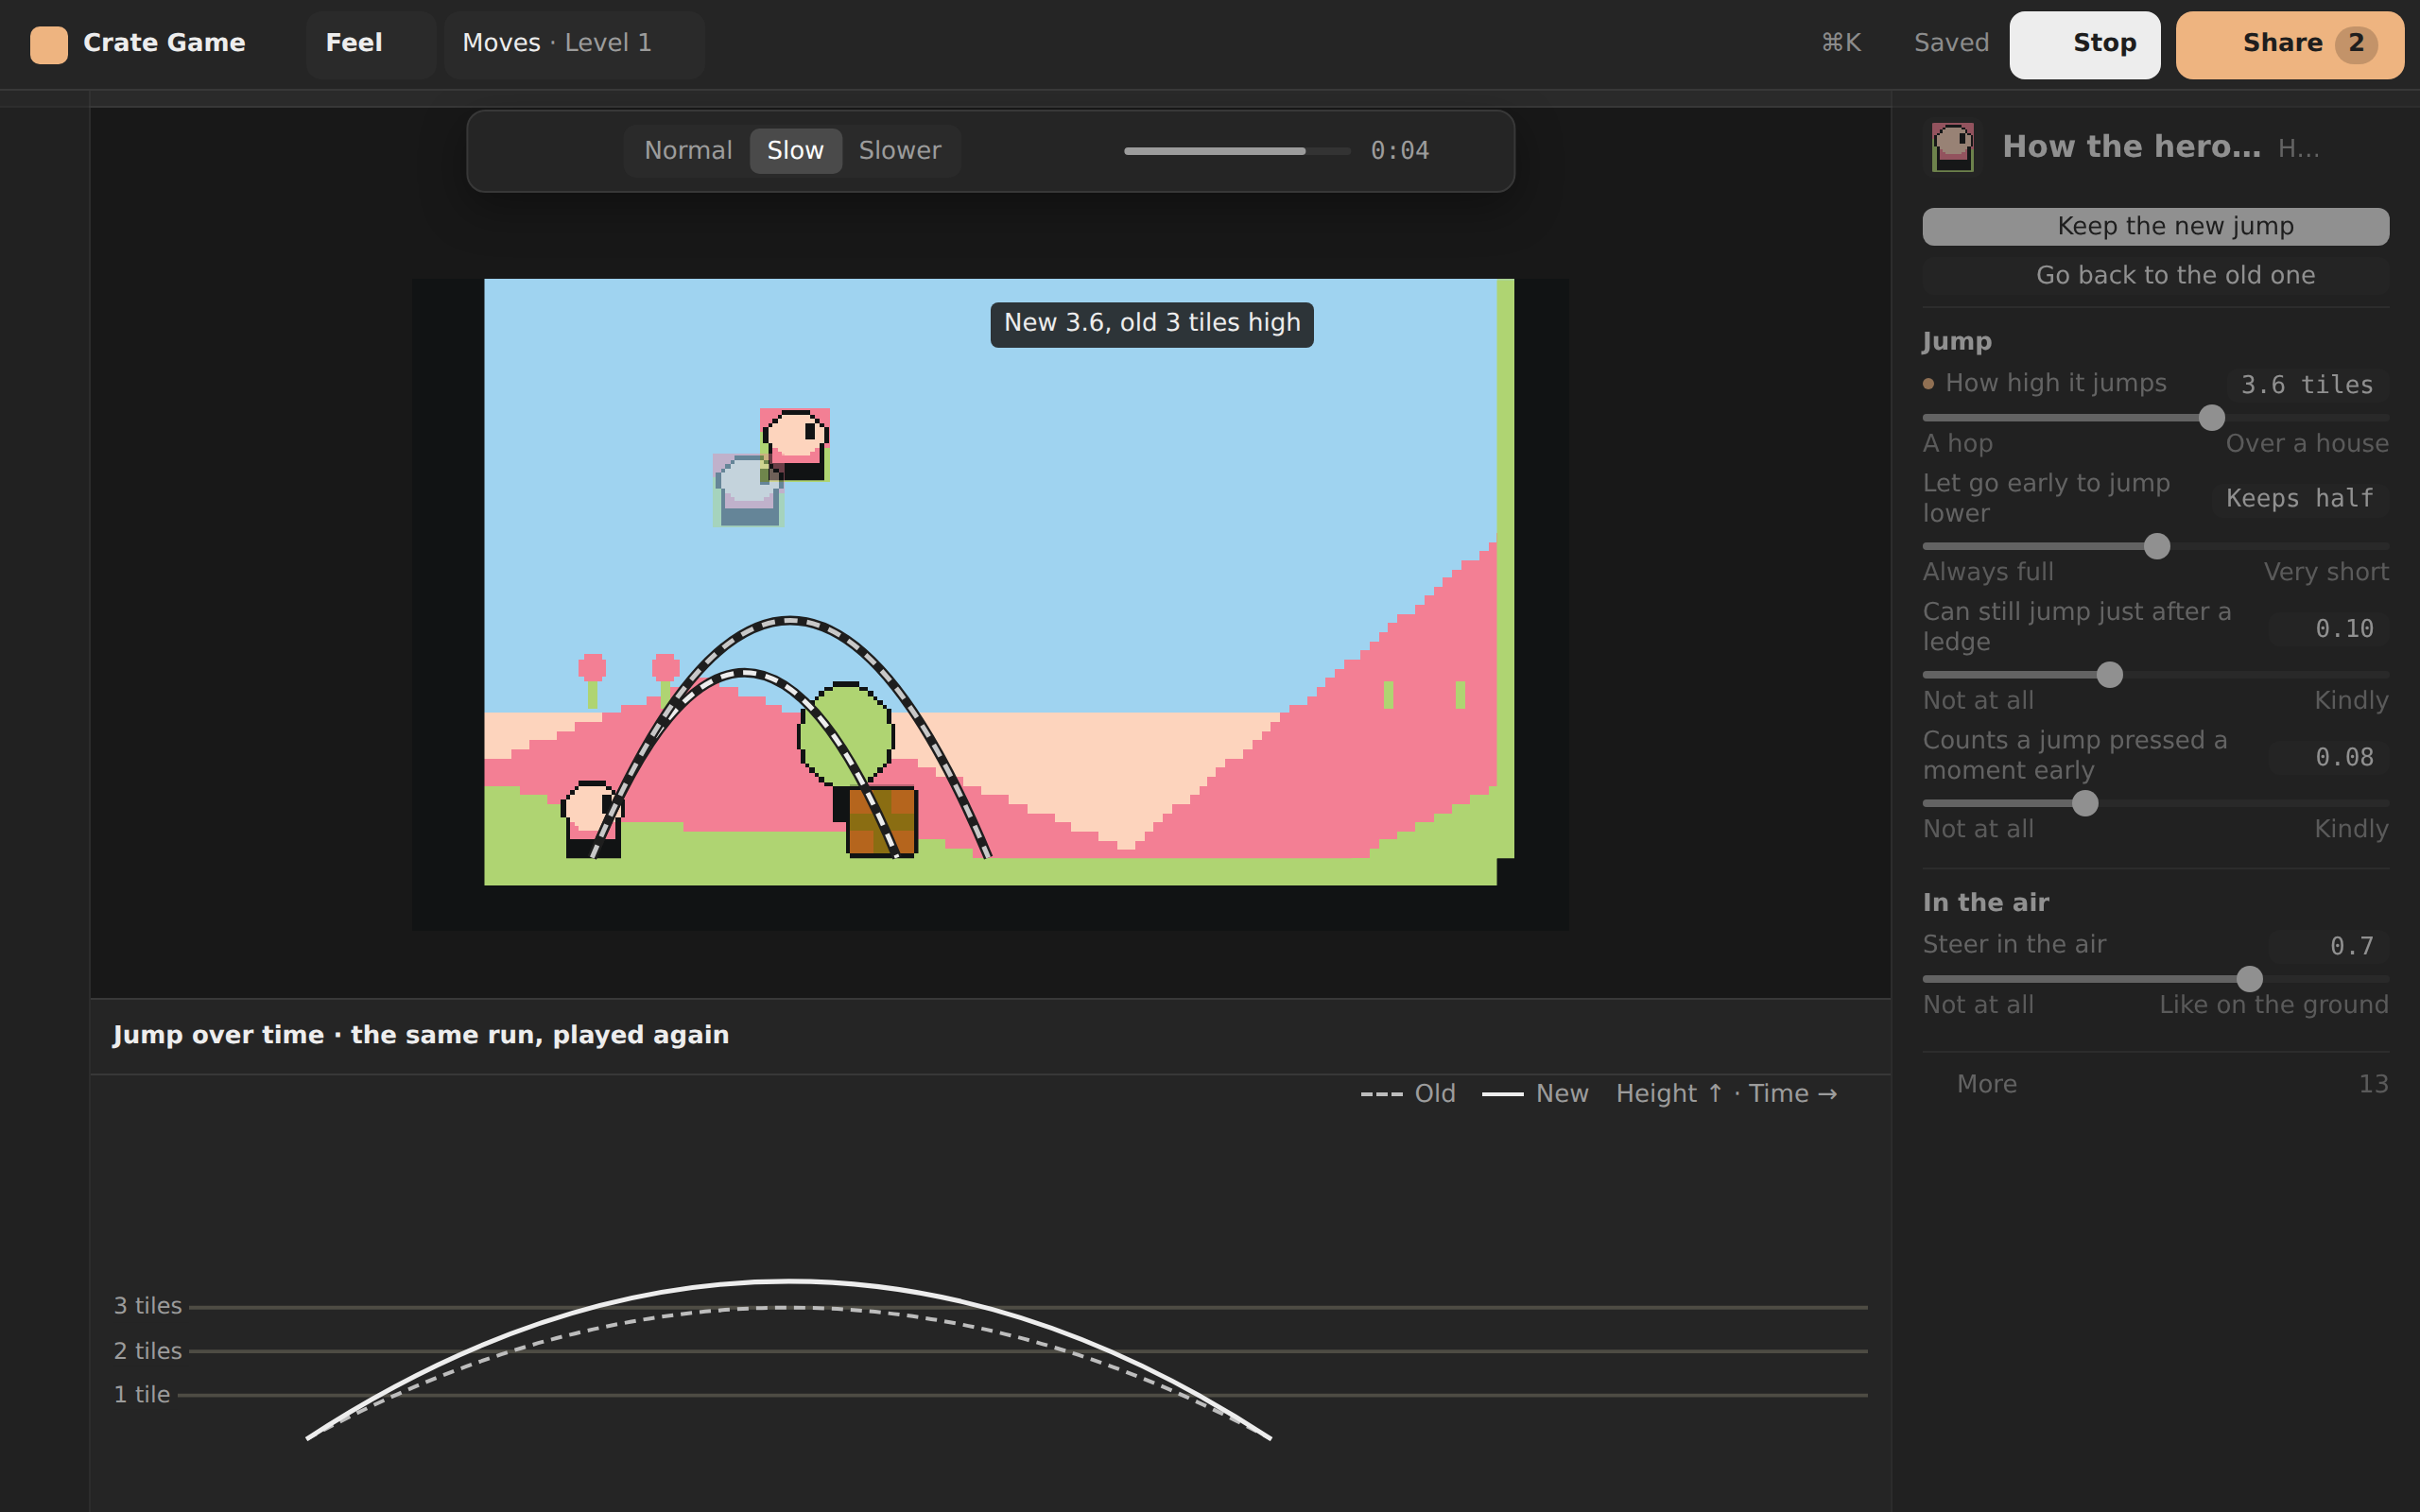 Crate Game
Feel
Moves · Level 1
⌘K
Saved
Stop
Share 2
Normal
Slow
Slower
0:04
How the hero… H…
Keep the new jump
Go back to the old one
New 3.6, old 3 tiles high
Jump
How high it jumps
3.6 tiles
A hop
Over a house
Let go early to jump
lower
Keeps half
Always full
Very short
Can still jump just after a
ledge
0.10
Not at all
Kindly
Counts a jump pressed a
moment early
0.08
Not at all
Kindly
In the air
Steer in the air
0.7
Not at all
Like on the ground
More
13
Jump over time · the same run, played again
Old
New
Height ↑ · Time →
3 tiles
2 tiles
1 tile